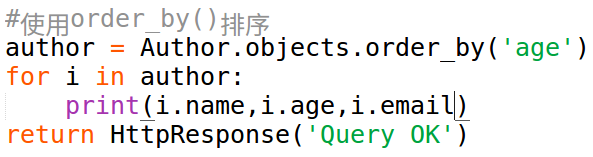 #使用order_by()排序
author = Author.objects.order_by('age')
for i in author:
    print(i.name,i.age,i.email)
return HttpResponse('Query OK')